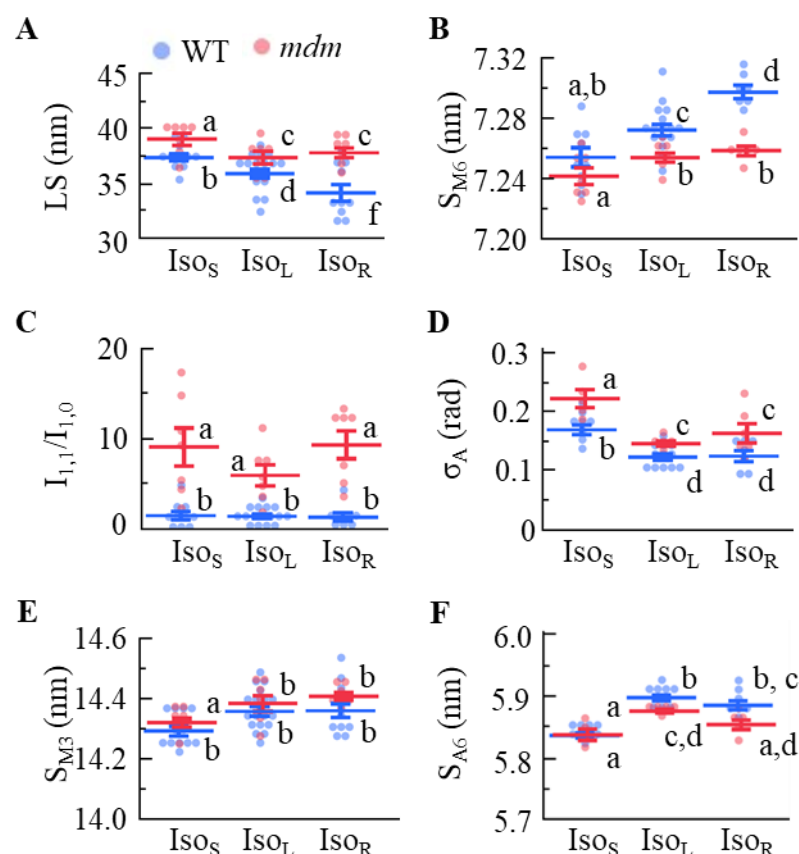 A
WT
mdm
LS (nm)
45
40
35
30
a
b
c
d
c
f
IsoS
IsoL
IsoR
B
SM6 (nm)
7.32
7.28
7.24
7.20
a,b
a
c
b
d
b
IsoS
IsoL
IsoR
C
I1,1/I1,0
20
10
0
a
b
a
b
a
b
IsoS
IsoL
IsoR
D
σA (rad)
0.3
0.2
0.1
0
a
b
c
d
c
d
IsoS
IsoL
IsoR
E
SM3 (nm)
14.6
14.4
14.2
14.0
a
b
b
b
b
b
IsoS
IsoL
IsoR
F
SA6 (nm)
6.0
5.9
5.8
5.7
a
a
b
c,d
b, c
a,d
IsoS
IsoL
IsoR